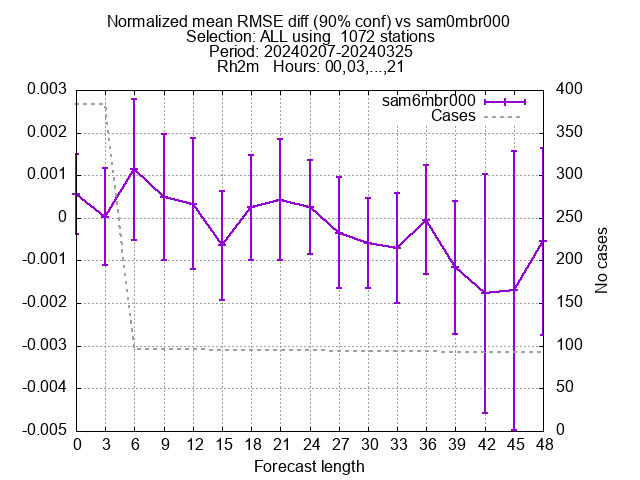 Normalized mean RMSE diff (90% conf) vs sam0mbr000
Selection: ALL using  1072 stations
Period: 20240207-20240325
Rh2m   Hours: 00,03,...,21
sam6mbr000
Cases
0.003
0.002
0.001
0
-0.001
-0.002
-0.003
-0.004
-0.005
400
350
300
250
200
150
100
50
0
No cases
0 3 6 9 12 15 18 21 24 27 30 33 36 39 42 45 48
Forecast length